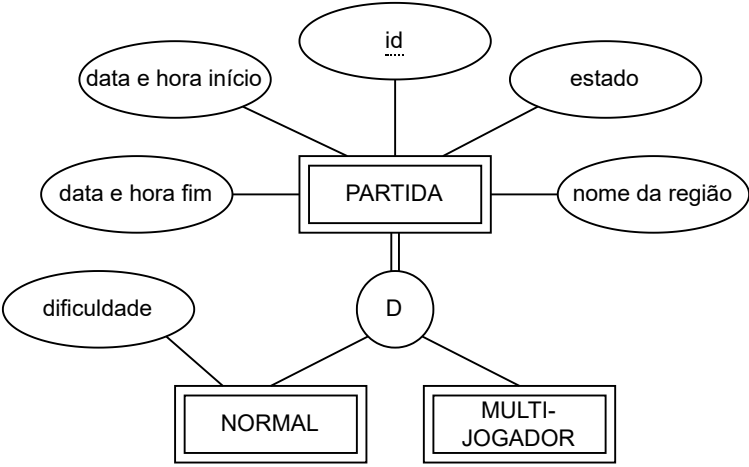 id
data e hora início
estado
data e hora fim
PARTIDA
nome da região
dificuldade
D
NORMAL
MULTI-
JOGADOR